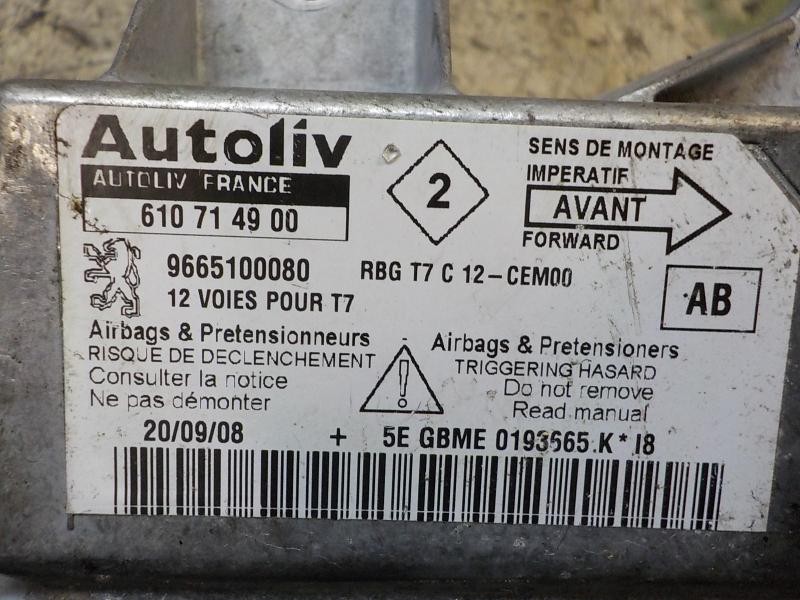 Autoliv
AUTOLIV FRANCE
610 71 49 00
2
SENS DE MONTAGE
IMPERATIF
AVANT
FORWARD
9665100080
RBG T7 C 12-CEM00
12 VOIES POUR T7
AB
Airbags & Pretensionneurs
RISQUE DE DECLENCHEMENT
Consulter la notice
Ne pas démonter
Airbags & Pretensioners
TRIGGERING HASARD
Do not remove
Read manual
20/09/08 + 5E GBME 0193665.K* I8